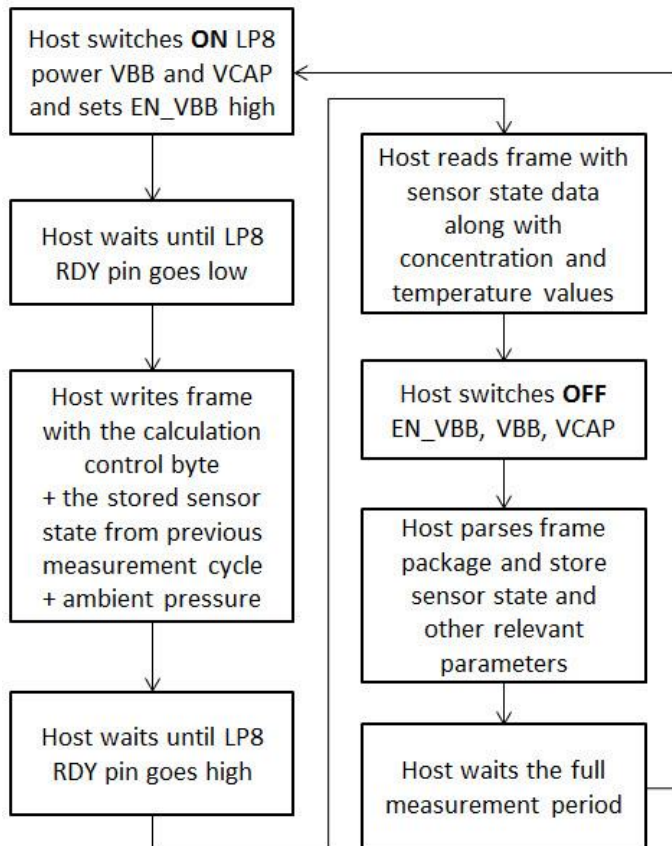 Host switches ON LP8
power VBB and VCAP
and sets EN_VBB high
Host waits until LP8
RDY pin goes low
Host writes frame
with the calculation
control byte
+ the stored sensor
state from previous
measurement cycle
+ ambient pressure
Host waits until LP8
RDY pin goes high
Host reads frame with
sensor state data
along with
concentration and
temperature values
Host switches OFF
EN_VBB, VBB, VCAP
Host parses frame
package and store
sensor state and
other relevant
parameters
Host waits the full
measurement period